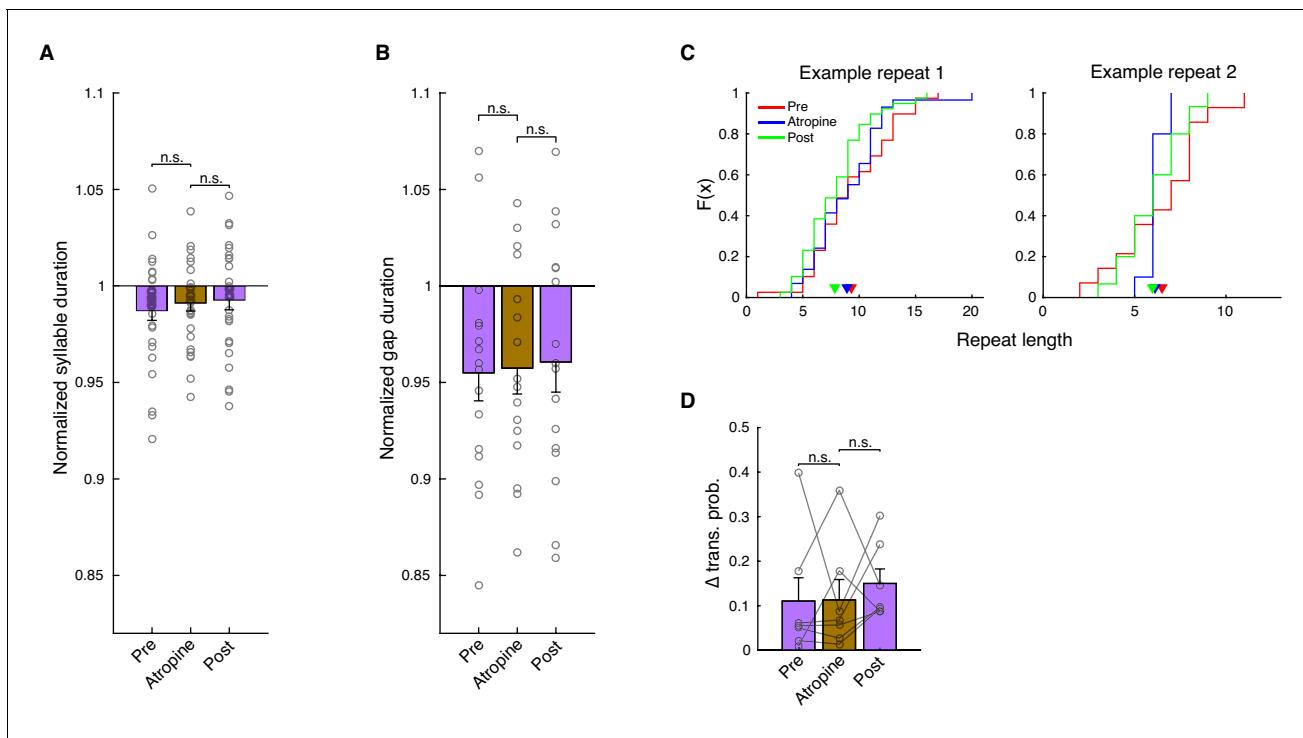 A
Normalized syllable duration
1.1
1.05
1
0.95
0.9
0.85
n.s.
n.s.
Pre
Atropine
Post
B
Normalized gap duration
1.1
1.05
1
0.95
0.9
0.85
n.s.
n.s.
Pre
Atropine
Post
C
Example repeat 1
F(x)
1
0.8
0.6
0.4
0.2
0
Pre
Atropine
Post
0 5 10 15 20
Example repeat 2
1
0.8
0.6
0.4
0.2
0
0 5 10
Repeat length
D
Δ trans. prob.
0.5
0.4
0.3
0.2
0.1
0
n.s.
n.s.
Pre
Atropine
Post